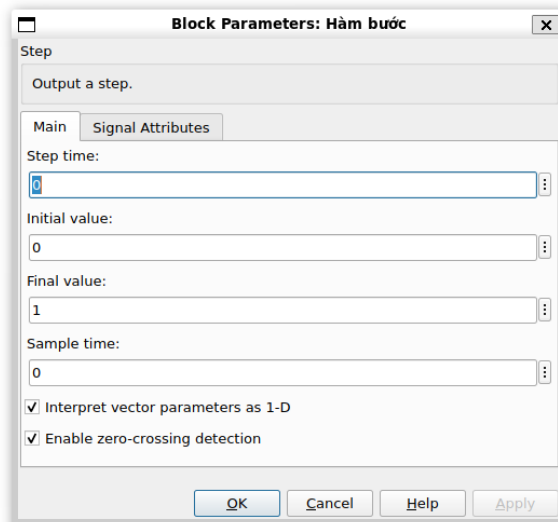 Block Parameters: Hàm bước
Step
Output a step.
Main Signal Attributes
Step time:
0
Initial value:
0
Final value:
1
Sample time:
0
Interpret vector parameters as 1-D
Enable zero-crossing detection
OK Cancel Help Apply